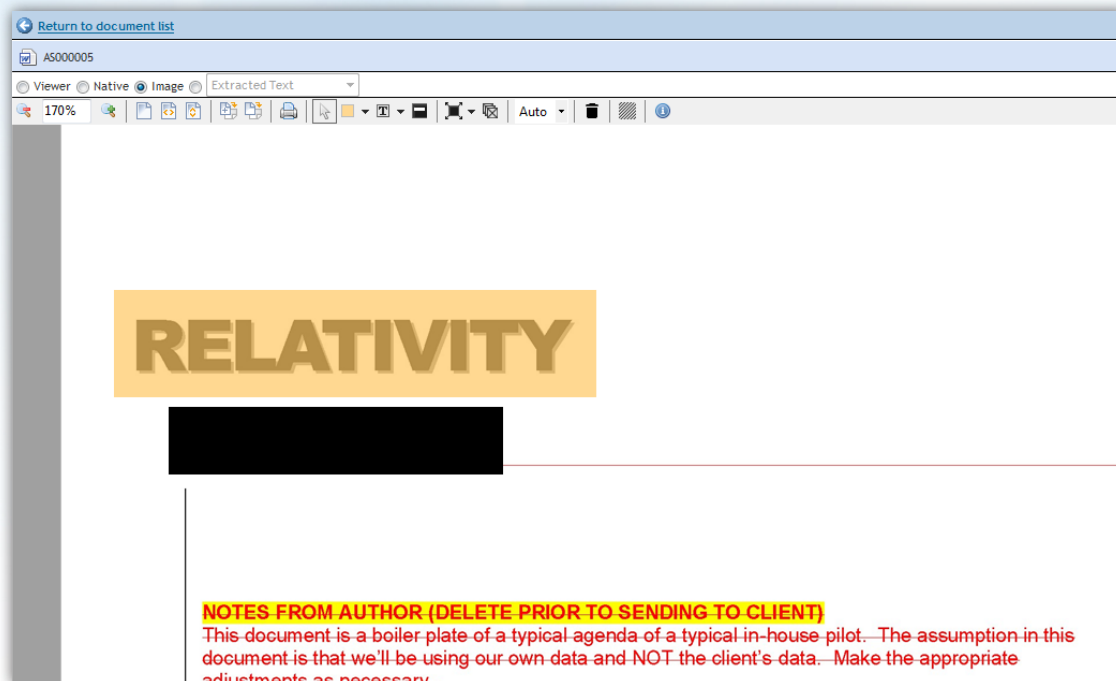 Return to document list
AS000005
Viewer Native Image Extracted Text
170% T Auto
RELATIVITY
NOTES FROM AUTHOR (DELETE PRIOR TO SENDING TO CLIENT)
This document is a boiler plate of a typical agenda of a typical in-house pilot. The assumption in this
document is that we'll be using our own data and NOT the client's data. Make the appropriate
adjustments as necessary.